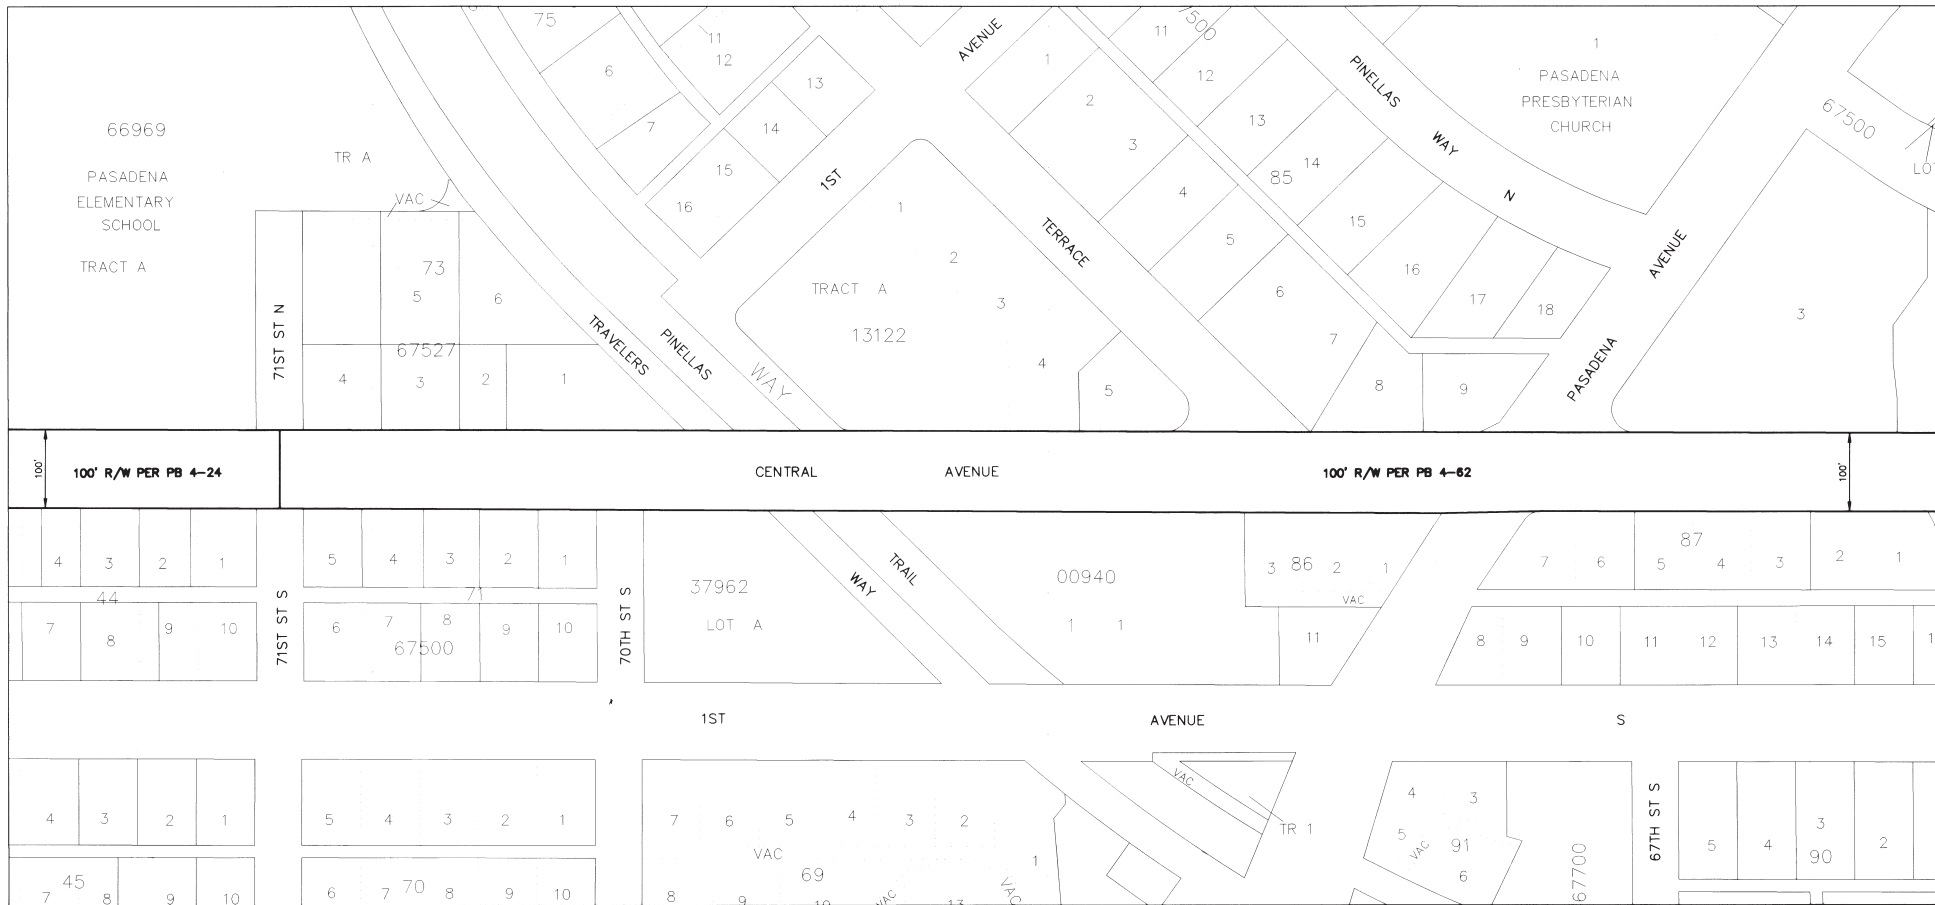 75
11
12
6
7
13
14
15
16
66969
PASADENA
ELEMENTARY
SCHOOL
TRACT A
TR A
VAC
73
5
6
67527
4
3
2
1
71ST ST N
TRAVELERS
PINELLAS
WAY
1ST
AVENUE
TERRACE
1
2
3
4
5
TRACT A
13122
1
2
3
4
5
6
7
8
9
11
12
13
14
15
16
17
18
85
7500
PINELLAS
WAY
N
1
PASADENA
PRESBYTERIAN
CHURCH
67500
PASADENA
AVENUE
3
100'
100' R/W PER PB 4-24
CENTRAL AVENUE
100' R/W PER PB 4-62
100'
4 3 2 1
44
7 8 9 10
71ST ST S
5 4 3 2 1
71
6 7 8 9 10
67500
70TH ST S
37962
LOT A
WAY
TRAIL
00940
1 1
3 86 2 1
VAC
11
87
7 6 5 4 3 2 1
8 9 10 11 12 13 14 15
1ST AVENUE S
4 3 2 1
45
7 8 9 10
5 4 3 2 1
70
6 7 8 9 10
7 6 5 4 3 2
VAC
69
1
8 9 10 VAC 13
VAC
VAC
TR 1
4 3
5
VAC
91
6
67700
67TH ST S
5 4 3 2
90